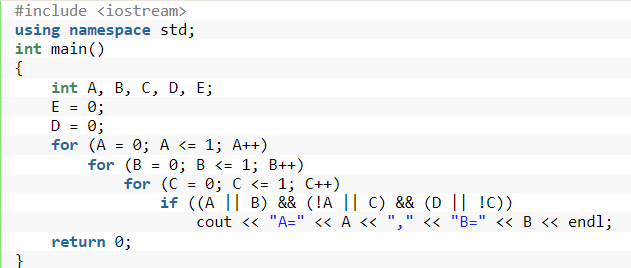 #include <iostream>
using namespace std;
int main()
{
    int A, B, C, D, E;
    E = 0;
    D = 0;
    for (A = 0; A <= 1; A++)
        for (B = 0; B <= 1; B++)
            for (C = 0; C <= 1; C++)
                if ((A || B) && (!A || C) && (D || !C))
                    cout << "A=" << A << "," << "B=" << B << endl;
    return 0;
}